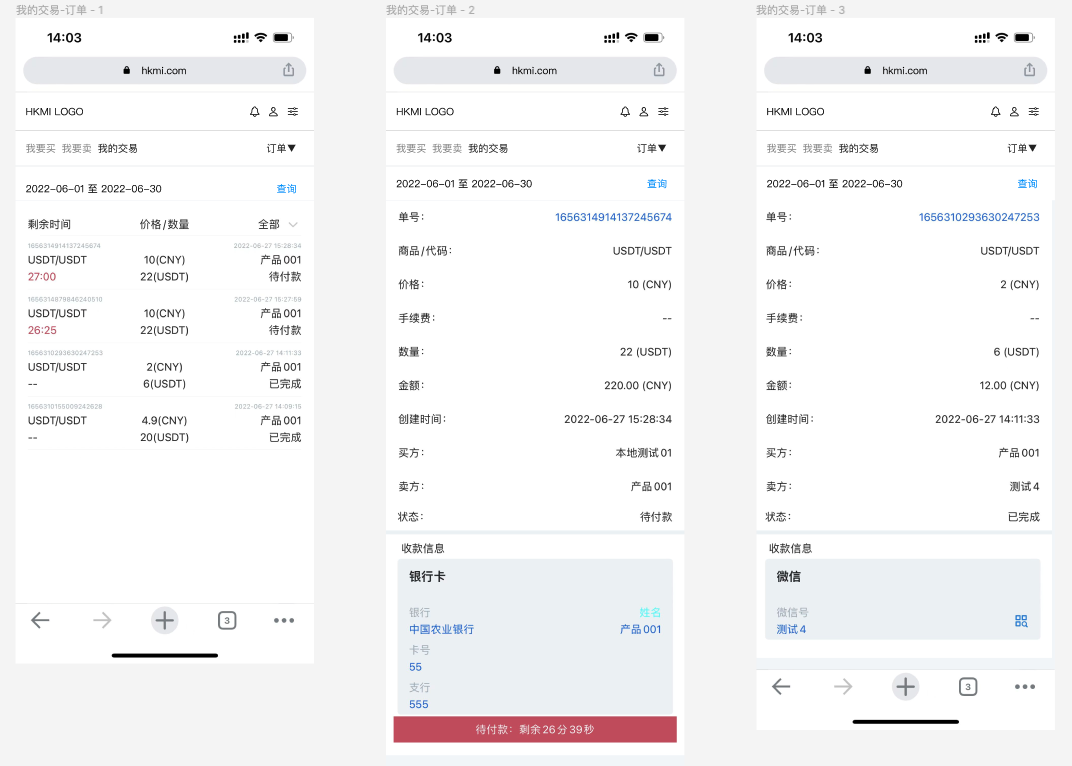 我的交易-订单 - 1
14:03
hkmi.com
HKMI LOGO
我要买 我要卖 我的交易 订单▼
2022-06-01 至 2022-06-30 查询
剩余时间 价格/数量 全部
1656314914137245674 2022-06-27 15:28:34
USDT/USDT 10(CNY) 产品001
27:00 22(USDT) 待付款
1656314879846240510 2022-06-27 15:27:59
USDT/USDT 10(CNY) 产品001
26:25 22(USDT) 待付款
1656310293630247253 2022-06-27 14:11:33
USDT/USDT 2(CNY) 产品001
-- 6(USDT) 已完成
1656310155009242628 2022-06-27 14:09:15
USDT/USDT 4.9(CNY) 产品001
-- 20(USDT) 已完成
3
我的交易-订单 - 2
14:03
hkmi.com
HKMI LOGO
我要买 我要卖 我的交易 订单▼
2022-06-01 至 2022-06-30 查询
单号: 1656314914137245674
商品/代码: USDT/USDT
价格: 10 (CNY)
手续费: --
数量: 22 (USDT)
金额: 220.00 (CNY)
创建时间: 2022-06-27 15:28:34
买方: 本地测试01
卖方: 产品001
状态: 待付款
收款信息
银行卡
银行 姓名
中国农业银行 产品001
卡号
55
支行
555
待付款: 剩余26分39秒
我的交易-订单 - 3
14:03
hkmi.com
HKMI LOGO
我要买 我要卖 我的交易 订单▼
2022-06-01 至 2022-06-30 查询
单号: 1656310293630247253
商品/代码: USDT/USDT
价格: 2 (CNY)
手续费: --
数量: 6 (USDT)
金额: 12.00 (CNY)
创建时间: 2022-06-27 14:11:33
买方: 产品001
卖方: 测试4
状态: 已完成
收款信息
微信
微信号
测试4
3